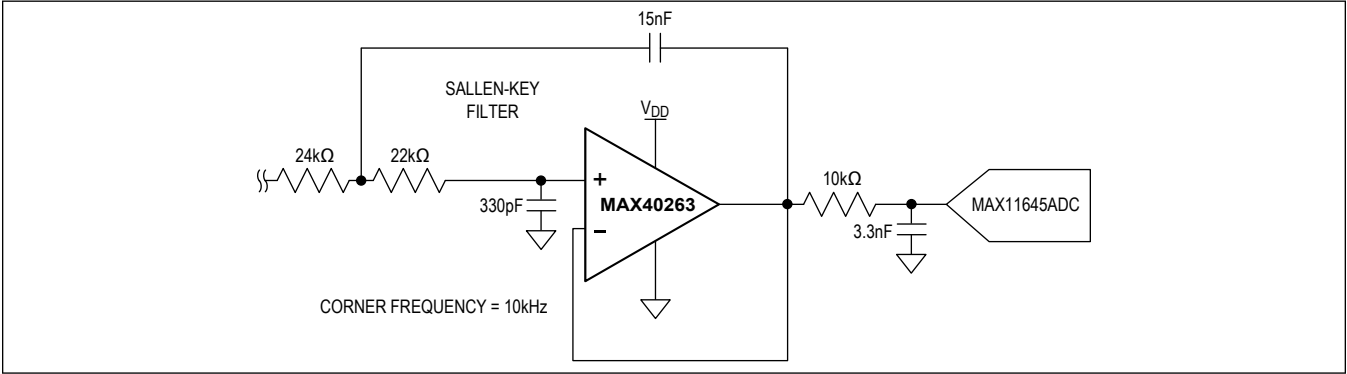 15nF
SALLEN-KEY
FILTER
VDD
24kΩ
22kΩ
10kΩ
+
MAX40263
MAX11645ADC
330pF
–
3.3nF
CORNER FREQUENCY = 10kHz